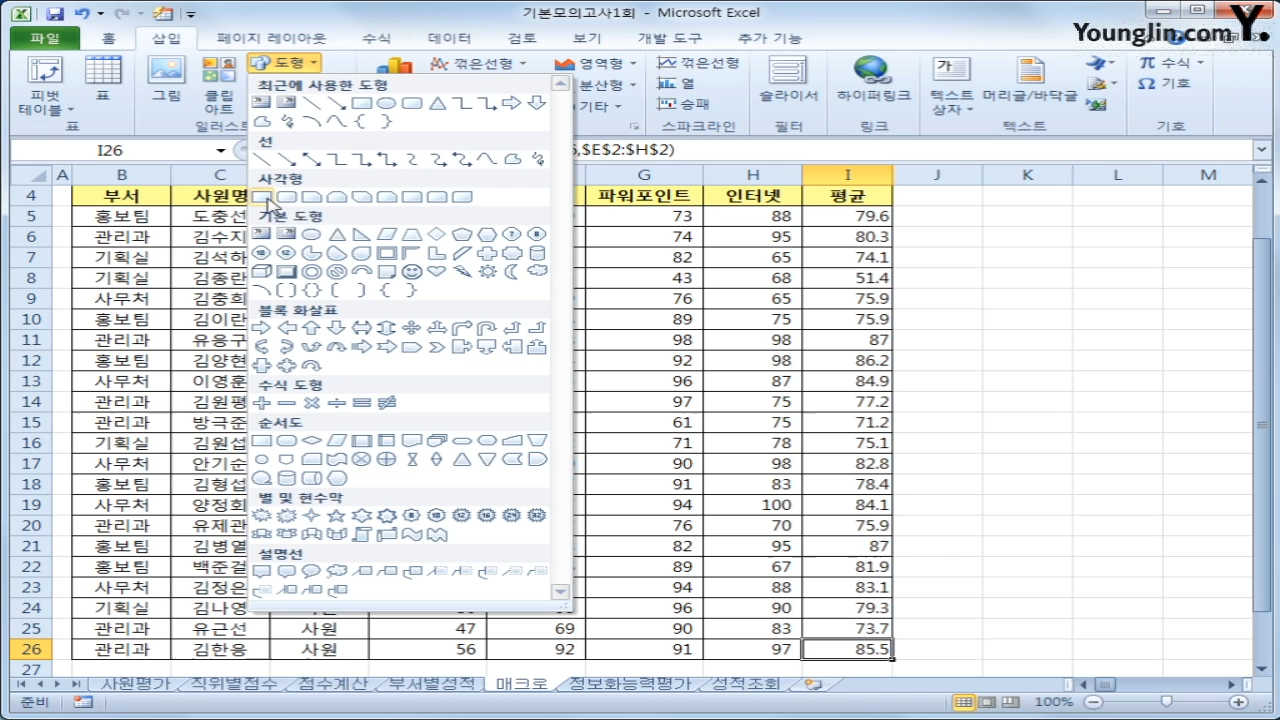 기본모의고사1회 - Microsoft Excel
Younglin.com Y.
파일 홈 삽입 페이지 레이아웃 수식 데이터 검토 보기 개발 도구 추가 기능
피벗 테이블 표 그림 클립 아트 도형 꺾은선형 영역형 분산형 기타 꺾은선형 열 승패 슬라이서 하이퍼링크 텍스트 상자 머리글/바닥글 π 수식 Ω 기호
표 일러스트 스파크라인 필터 링크 텍스트 기호
I26 ,$E$2:$H$2)
최근에 사용한 도형
선
사각형
기본 도형
블록 화살표
수식 도형
순서도
별 및 현수막
설명선
A B C G H I J K L M
4 부서 사원명 파워포인트 인터넷 평균
5 홍보팀 도중선 73 88 79.6
6 관리과 김수지 74 95 80.3
7 기획실 김석하 82 65 74.1
8 관리과 김종란 43 68 51.4
9 사무처 김충희 76 65 75.9
10 홍보팀 김이란 89 75 75.9
11 관리과 유응구 98 98 87
12 홍보팀 김양현 92 98 86.2
13 사무처 이영훈 96 87 84.9
14 관리과 김원평 97 75 77.2
15 관리과 방극준 61 75 71.2
16 기획실 김원섭 71 78 75.1
17 사무처 안기순 90 98 82.8
18 홍보팀 김형섭 91 83 78.4
19 사무처 양정회 94 100 84.1
20 관리과 유제관 76 70 75.9
21 홍보팀 김병열 82 95 87
22 홍보팀 백준걸 89 67 81.9
23 사무처 김정은 94 88 83.1
24 기획실 김나영 96 90 79.3
25 관리과 유근선 사원 47 69 90 83 73.7
26 관리과 김한응 사원 56 92 91 97 85.5
27
사원평가 직위별점수 점수계산 부서별성적 매크로 정보화능력평가 성적조회
준비 100%